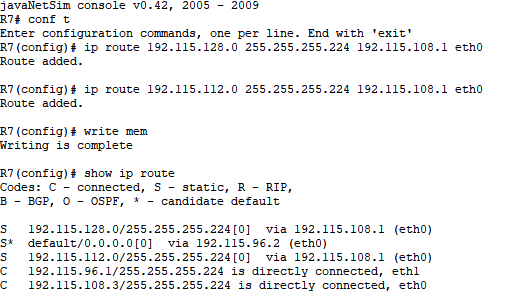 javaNetSim console v0.42, 2005 - 2009
R7# conf t
Enter configuration commands, one per line. End with 'exit'
R7(config)# ip route 192.115.128.0 255.255.255.224 192.115.108.1 eth0
Route added.
R7(config)# ip route 192.115.112.0 255.255.255.224 192.115.108.1 eth0
Route added.
R7(config)# write mem
Writing is complete
R7(config)# show ip route
Codes: C - connected, S - static, R - RIP,
B - BGP, O - OSPF, * - candidate default
S 192.115.128.0/255.255.255.224[0] via 192.115.108.1 (eth0)
S* default/0.0.0.0[0] via 192.115.96.2 (eth0)
S 192.115.112.0/255.255.255.224[0] via 192.115.108.1 (eth0)
C 192.115.96.1/255.255.255.224 is directly connected, eth1
C 192.115.108.3/255.255.255.224 is directly connected, eth0